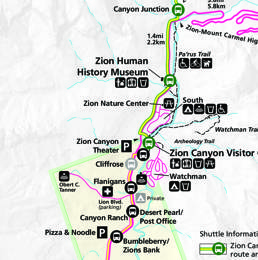 Canyon Junction
5.8km
1.4mi
2.2km
Zion-Mount Carmel High
Pa'rus Trail
Zion Human
History Museum
Zion Nature Center
South
Watchman Tra
Archeology Trail
Zion Canyon
Theater
Zion Canyon Visitor
Cliffrose
Flanigans
Watchman
Obert C.
Tanner
Lion Blvd.
(parking)
Private
Canyon Ranch
Desert Pearl/
Post Office
Pizza & Noodle
Bumbleberry/
Zions Bank
Shuttle Informati
Zion Can
route an